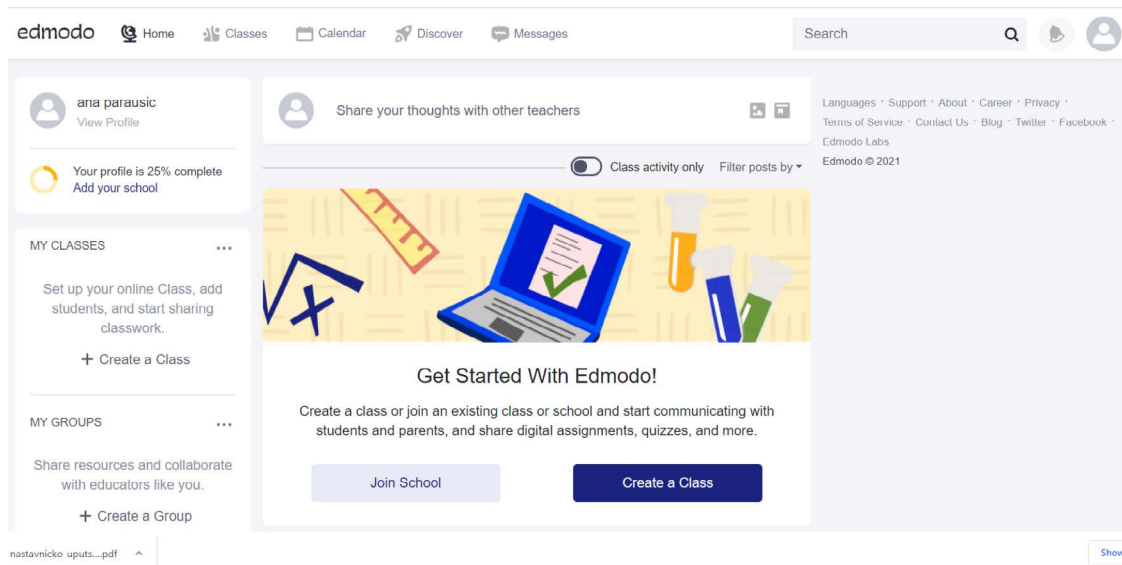 edmodo Home Classes Calendar Discover Messages Search
ana parausic
View Profile
Your profile is 25% complete
Add your school
MY CLASSES
Set up your online Class, add
students, and start sharing
classwork.
+ Create a Class
MY GROUPS
Share resources and collaborate
with educators like you.
+ Create a Group
Share your thoughts with other teachers
Class activity only Filter posts by
Get Started With Edmodo!
Create a class or join an existing class or school and start communicating with
students and parents, and share digital assignments, quizzes, and more.
Join School Create a Class
Languages · Support · About · Career · Privacy ·
Terms of Service · Contact Us · Blog · Twitter · Facebook ·
Edmodo Labs
Edmodo © 2021
nastavnicko uputs....pdf Show